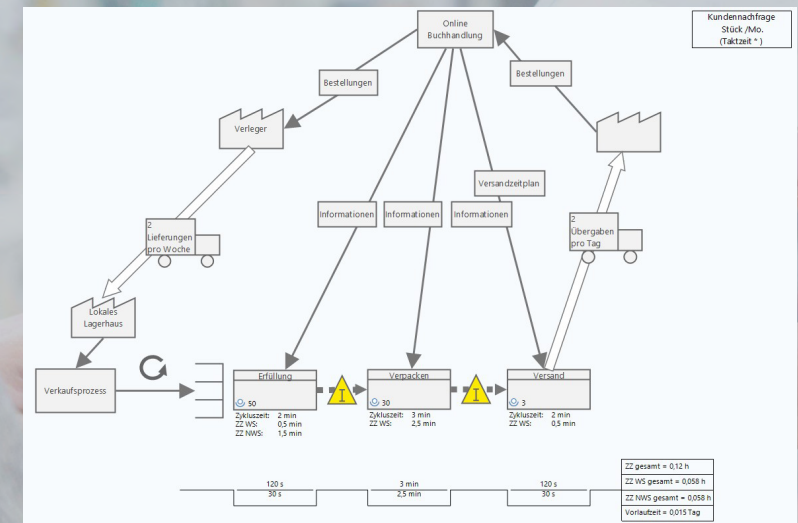 Online
Buchhandlung
Kundennachfrage
Stück /Mo.
(Taktzeit * )
Bestellungen
Bestellungen
Verleger
Versandzeitplan
Informationen
Informationen
Informationen
2
Lieferungen
pro Woche
2
Übergaben
pro Tag
Lokales
Lagerhaus
Verkaufsprozess
Erfüllung
50
Zykluszeit: 2 min
ZZ WS: 0,5 min
ZZ NWS: 1,5 min
I
Verpacken
30
Zykluszeit: 3 min
ZZ WS: 2,5 min
I
Versand
3
Zykluszeit: 2 min
ZZ WS: 0,5 min
120 s
30 s
3 min
2,5 min
120 s
30 s
ZZ gesamt = 0,12 h
ZZ WS gesamt = 0,058 h
ZZ NWS gesamt = 0,058 h
Vorlaufzeit = 0,015 Tag